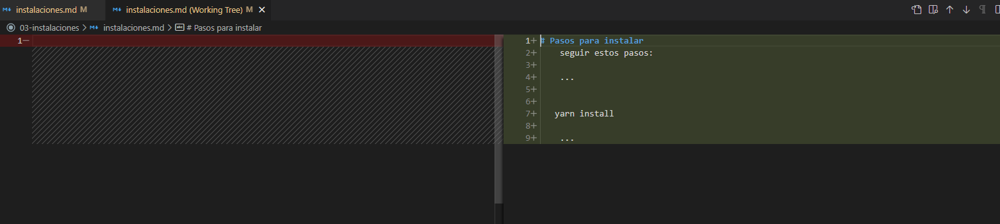 instalaciones.md M
instalaciones.md (Working Tree) M
03-instalaciones > instalaciones.md > # Pasos para instalar
1−
1+ # Pasos para instalar
2+ seguir estos pasos:
3+
4+ ...
5+
6+
7+ yarn install
8+
9+ ...